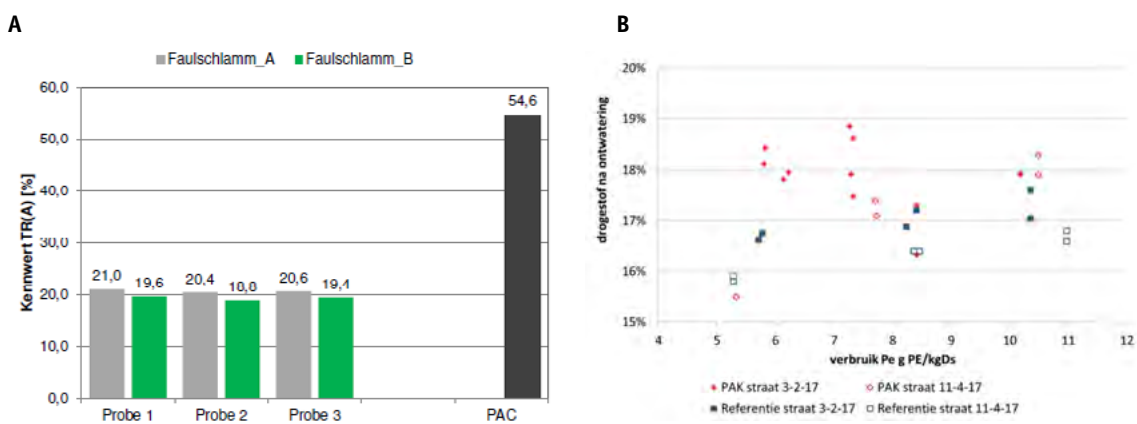 A
Faulschlamm_A Faulschlamm_B
Kennwert TR(A) [%]
60,0
50,0
40,0
30,0
20,0
10,0
0,0
21,0 19,6 20,4 20,6 19,4 54,6
Probe 1 Probe 2 Probe 3 PAC
B
drogestof na ontwatering
20%
19%
18%
17%
16%
15%
4 5 6 7 8 9 10 11 12
verbruik Pe g PE/kgDs
PAK straat 3-2-17 PAK straat 11-4-17
Referentie straat 3-2-17 Referentie straat 11-4-17